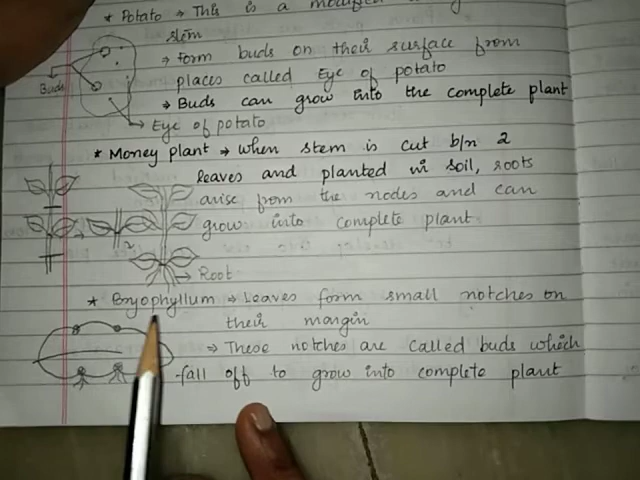 * Potato → This is a modified
stem
→ form buds on their surface from
places called Eye of potato
Buds
→ Buds can grow into the complete plant
→ Eye of potato
* Money plant → when stem is cut b/n 2
leaves and planted in soil, roots
arise from the nodes and can
grow into complete plant
→ Root
* Bryophyllum → Leaves form small notches on
their margin
→ These notches are called buds which
fall off to grow into complete plant